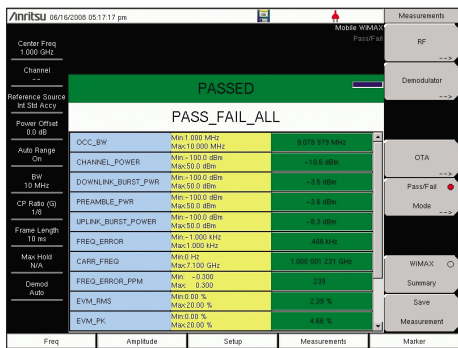 Anritsu 06/16/2008 05:17:17 pm
Mobile WiMAX
Pass/Fail
Measurements
Center Freq
1.000 GHz
Channel
--
Reference Source
Int Std Accy
Power Offset
0.0 dB
Auto Range
On
BW
10 MHz
CP Ratio (G)
1/8
Frame Length
10 ms
Max Hold
N/A
Demod
Auto
PASSED
PASS_FAIL_ALL
OCC_BW
Min:1.000 MHz
Max:10.000 MHz
9.078 979 MHz
CHANNEL_POWER
Min:-100.0 dBm
Max:50.0 dBm
-10.6 dBm
DOWNLINK_BURST_PWR
Min:-100.0 dBm
Max:50.0 dBm
-3.5 dBm
PREAMBLE_PWR
Min:-100.0 dBm
Max:50.0 dBm
-3.6 dBm
UPLINK_BURST_POWER
Min:-100.0 dBm
Max:50.0 dBm
FREQ_ERROR
Min:-1.000 kHz
Max:1.000 kHz
CARR_FREQ
Min:0 Hz
Max:7.100 GHz
1.000 001 231 GHz
FREQ_ERROR_PPM
Min: -0.300
Max: 0.300
EVM_RMS
Min:0.00 %
Max:20.00 %
2.39 %
EVM_PK
Min:0.00 %
Max:20.00 %
4.66 %
RF
-->
Demodulator
-->
OTA
-->
Pass/Fail
Mode
-->
WiMAX
Summary
Save
Measurement
Freq
Amplitude
Setup
Measurements
Marker